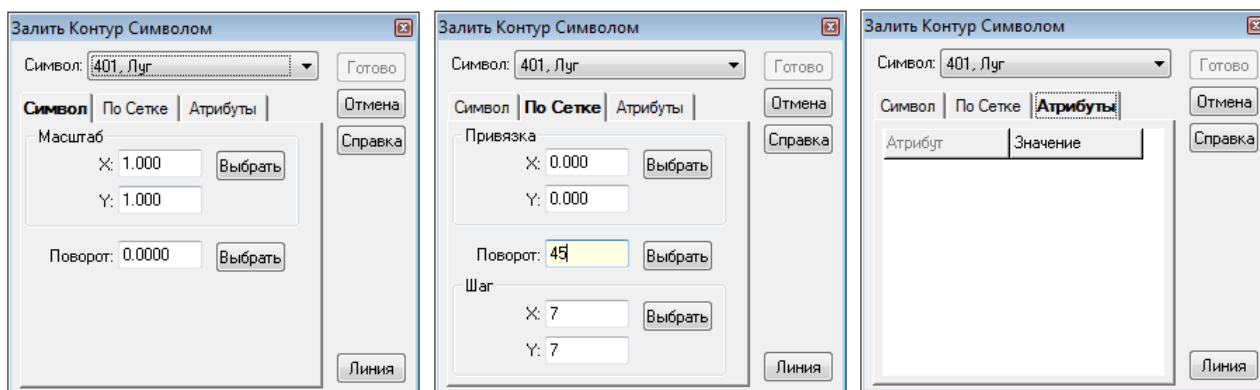 Залить Контур Символом
Символ: 401, Луг
Готово
Символ По Сетке Атрибуты
Отмена
Масштаб
Справка
X: 1.000 Выбрать
Y: 1.000
Поворот: 0.0000 Выбрать
Линия
Залить Контур Символом
Символ: 401, Луг
Готово
Символ По Сетке Атрибуты
Отмена
Привязка
Справка
X: 0.000 Выбрать
Y: 0.000
Поворот: 45 Выбрать
Шаг
X: 7 Выбрать
Y: 7
Линия
Залить Контур Символом
Символ: 401, Луг
Готово
Символ По Сетке Атрибуты
Отмена
Атрибут Значение
Справка
Линия